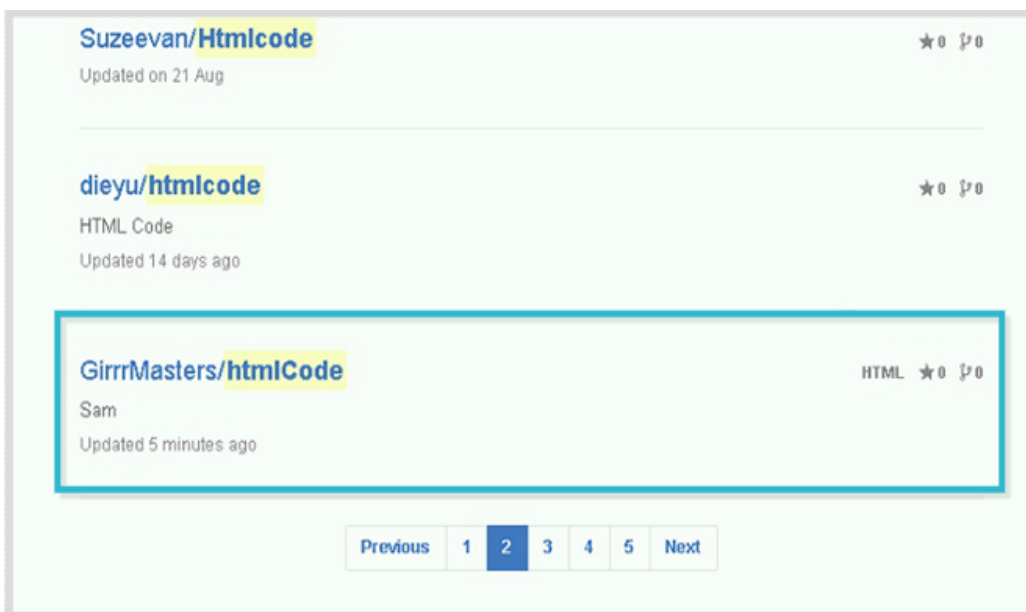 Suzeevan/Htmlcode ★0 0
Updated on 21 Aug
dieyu/htmlcode ★0 0
HTML Code
Updated 14 days ago
GirrrMasters/htmlCode HTML ★0 0
Sam
Updated 5 minutes ago
Previous 1 2 3 4 5 Next